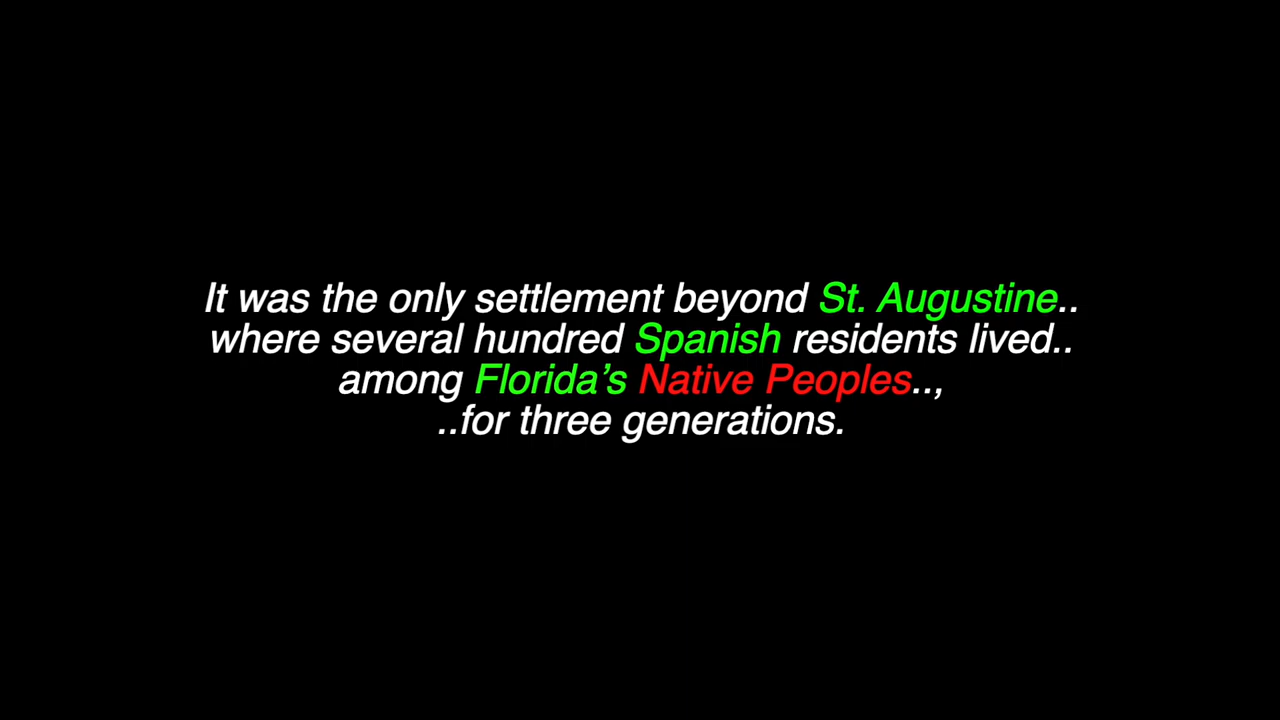 It was the only settlement beyond St. Augustine..
where several hundred Spanish residents lived..
among Florida’s Native Peoples..,
..for three generations.